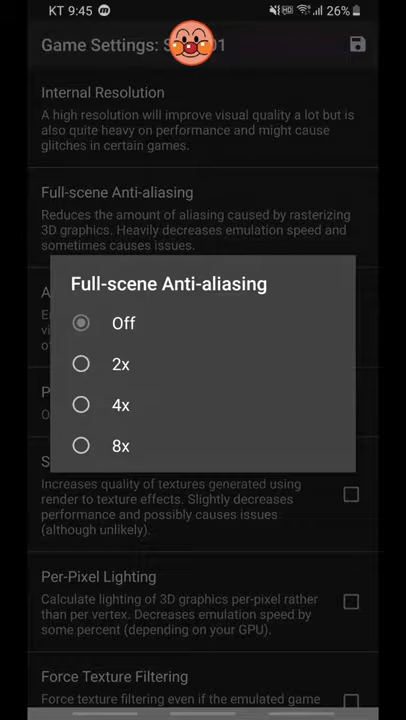 KT 9:45
HD 26%
Game Settings: S 01
Internal Resolution
A high resolution will improve visual quality a lot but is
also quite heavy on performance and might cause
glitches in certain games.
Full-scene Anti-aliasing
Reduces the amount of aliasing caused by rasterizing
3D graphics. Heavily decreases emulation speed and
sometimes causes issues.
Full-scene Anti-aliasing
Off
2x
4x
8x
Increases quality of textures generated using
render to texture effects. Slightly decreases
performance and possibly causes issues
(although unlikely).
Per-Pixel Lighting
Calculate lighting of 3D graphics per-pixel rather
than per vertex. Decreases emulation speed by
some percent (depending on your GPU).
Force Texture Filtering
Force texture filtering even if the emulated game